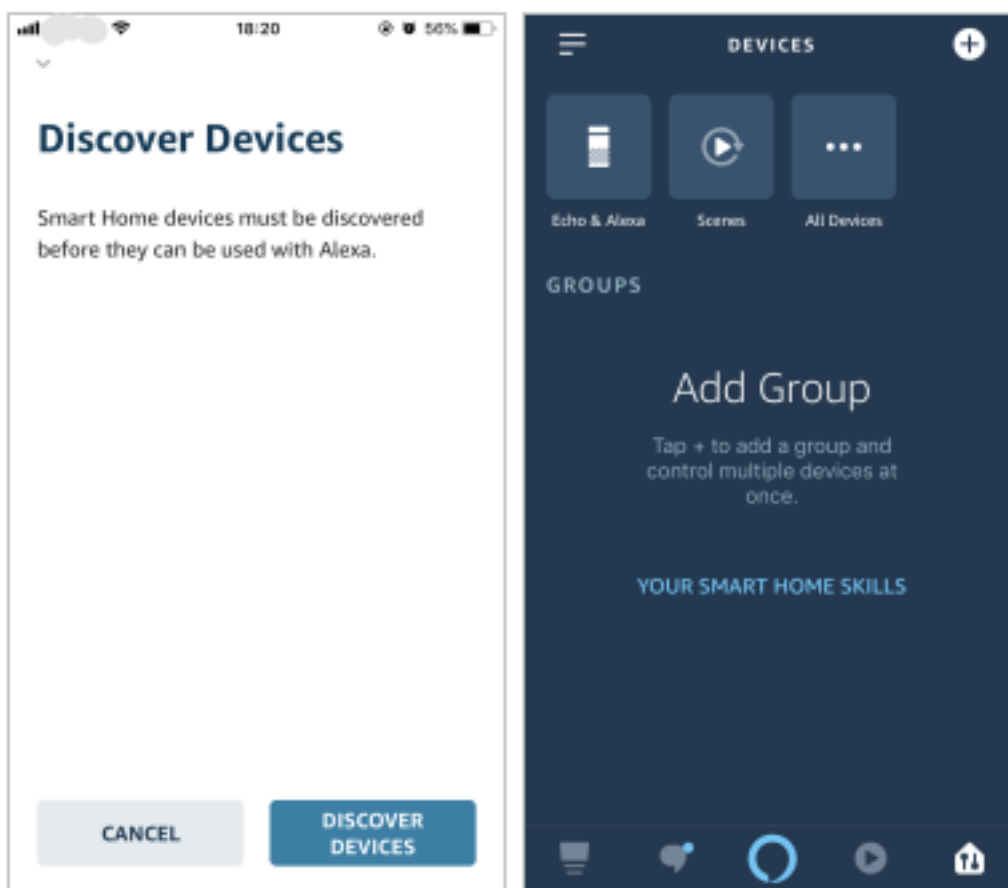 18:20
56%
Discover Devices
Smart Home devices must be discovered
before they can be used with Alexa.
CANCEL
DISCOVER
DEVICES
DEVICES
Echo & Alexa
Scenes
All Devices
GROUPS
Add Group
Tap + to add a group and
control multiple devices at
once.
YOUR SMART HOME SKILLS